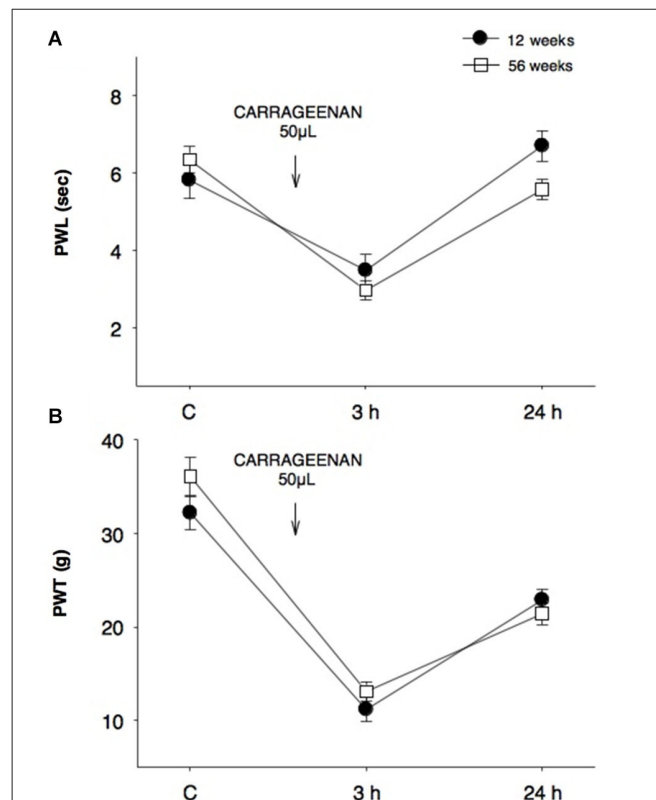 A
12 weeks
56 weeks
CARRAGEENAN
50µL
PWL (sec)
8
6
4
2
C 3 h 24 h
B
CARRAGEENAN
50µL
PWT (g)
40
30
20
10
C 3 h 24 h